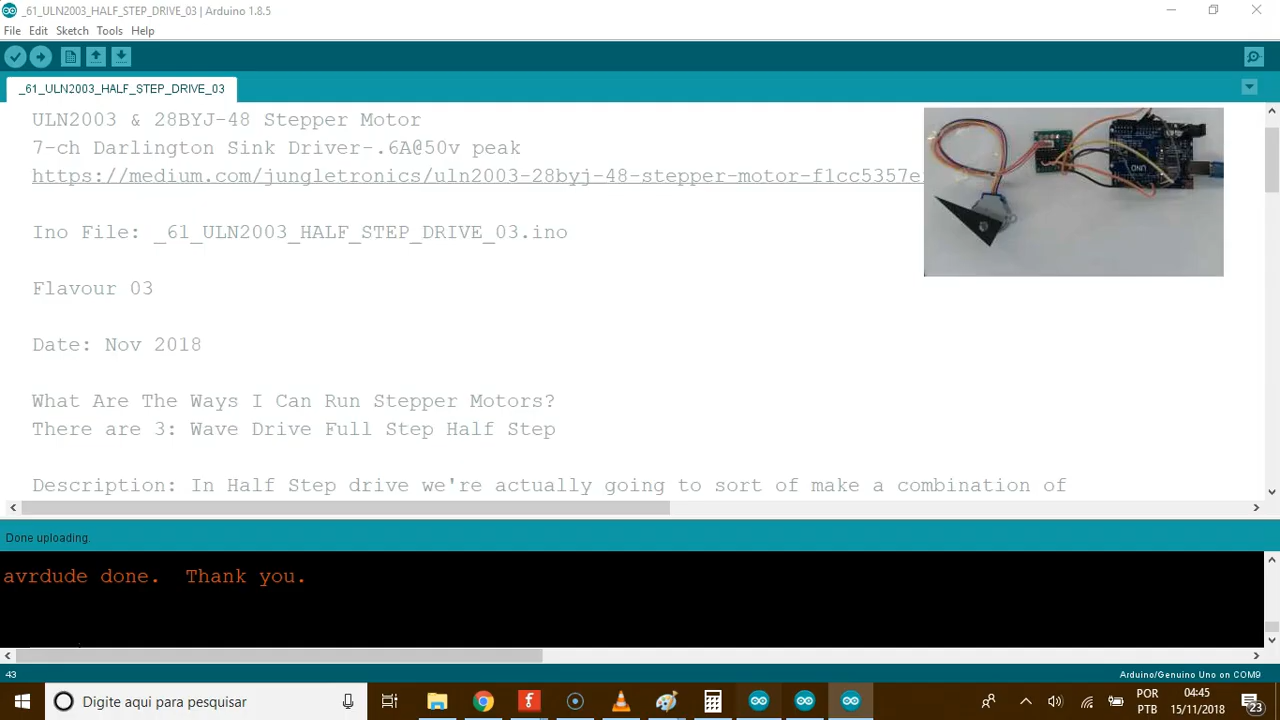 _61_ULN2003_HALF_STEP_DRIVE_03 | Arduino 1.8.5
File Edit Sketch Tools Help
_61_ULN2003_HALF_STEP_DRIVE_03
ULN2003 & 28BYJ-48 Stepper Motor
7-ch Darlington Sink Driver-.6A@50v peak
https://medium.com/jungletronics/uln2003-28byj-48-stepper-motor-f1cc5357e
Ino File: _61_ULN2003_HALF_STEP_DRIVE_03.ino
Flavour 03
Date: Nov 2018
What Are The Ways I Can Run Stepper Motors?
There are 3: Wave Drive Full Step Half Step
Description: In Half Step drive we're actually going to sort of make a combination of
UNO
Done uploading.
avrdude done.  Thank you.
43
Arduino/Genuino Uno on COM9
Digite aqui para pesquisar
POR
PTB
04:45
15/11/2018
23